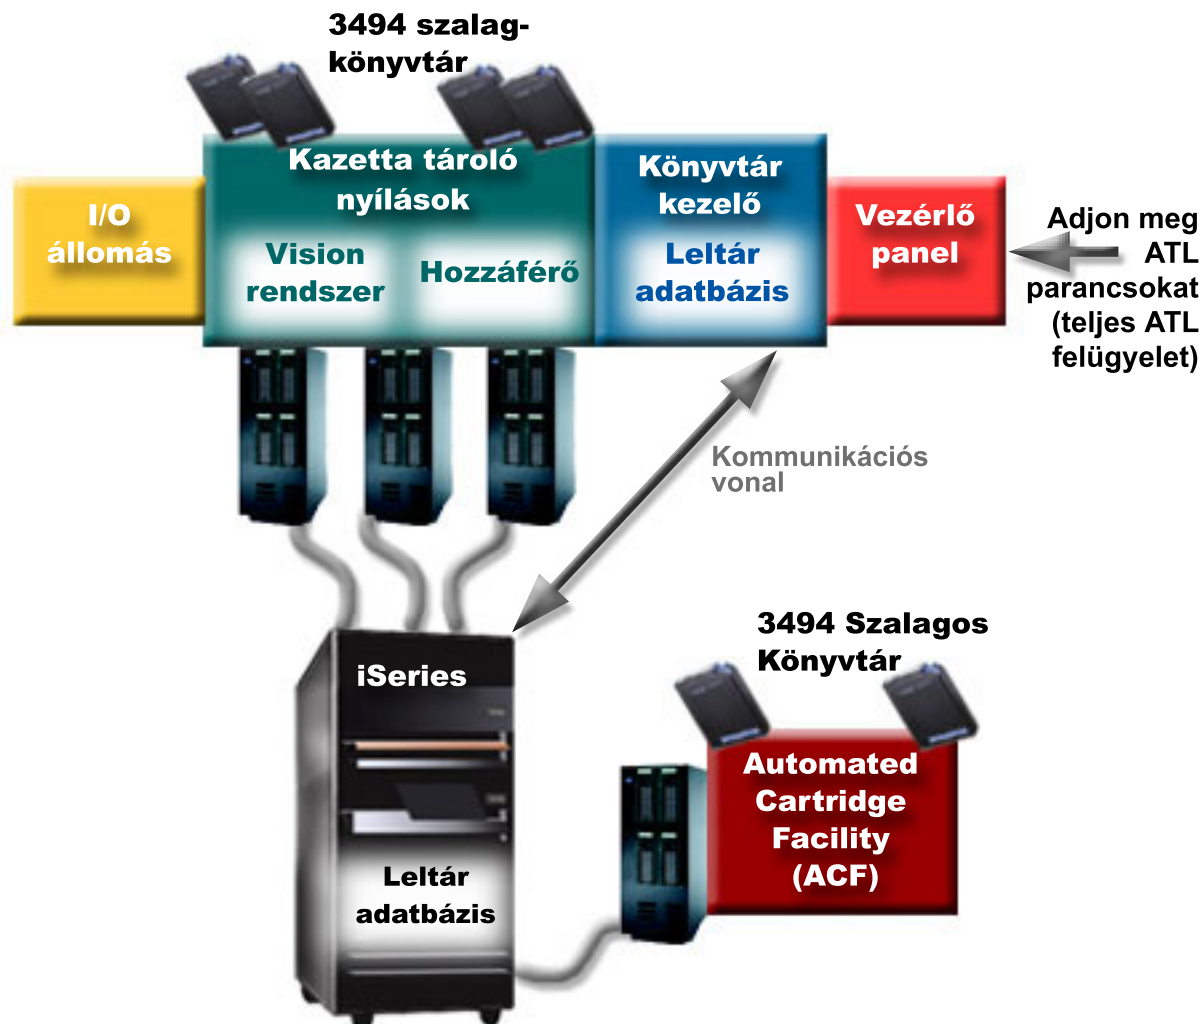 3494 szalag-
könyvtár
Kazetta tároló
nyílások
Könyvtár
kezelő
I/O
állomás
Vision
rendszer
Hozzáférő
Leltár
adatbázis
Vezérlő
panel
Adjon meg
ATL
parancsokat
(teljes ATL
felügyelet)
Kommunikációs
vonal
3494 Szalagos
Könyvtár
iSeries
Automated
Cartridge
Facility
(ACF)
Leltár
adatbázis